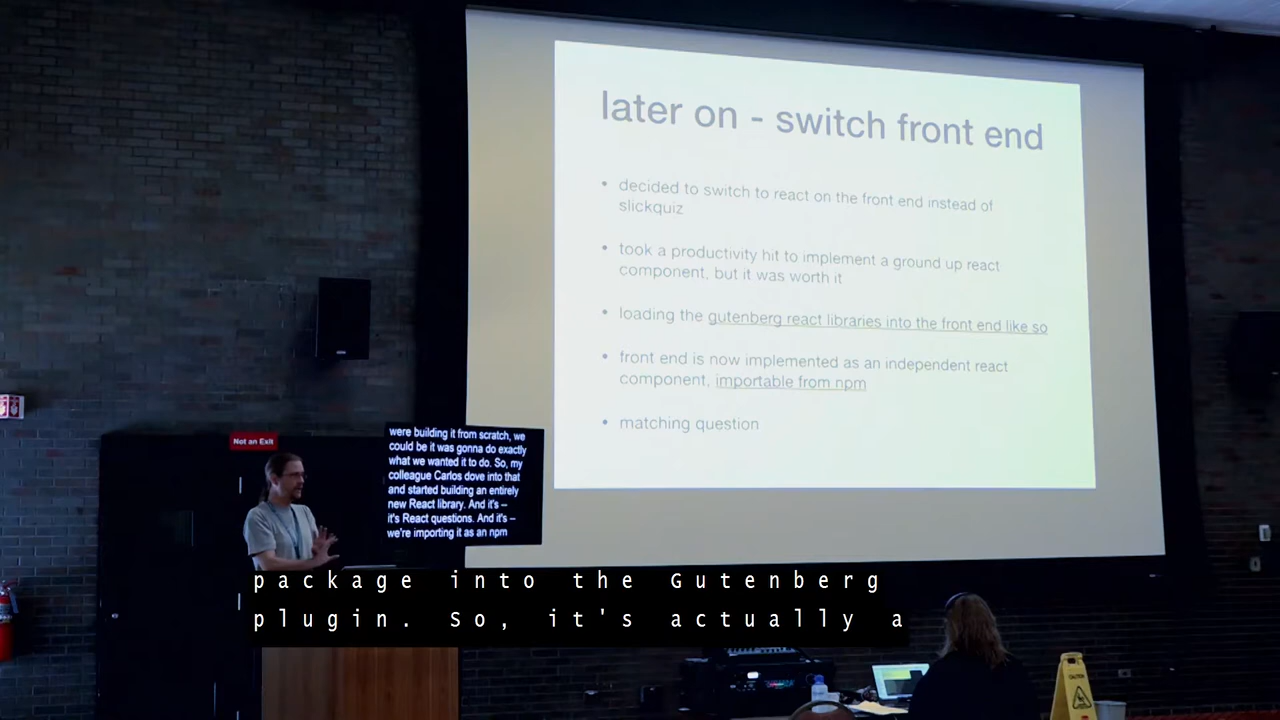 later on - switch front end
• decided to switch to react on the front end instead of
slickquiz
• took a productivity hit to implement a ground up react
component, but it was worth it
• loading the gutenberg react libraries into the front end like so
• front end is now implemented as an independent react
component, importable from npm
• matching question
Not an Exit
were building it from scratch, we
could be it was gonna do exactly
what we wanted it to do. So, my
colleague Carlos dove into that
and started building an entirely
new React library. And it's --
it's React questions. And it's --
we're importing it as an npm
package into the Gutenberg
plugin. So, it's actually a
CAUTION